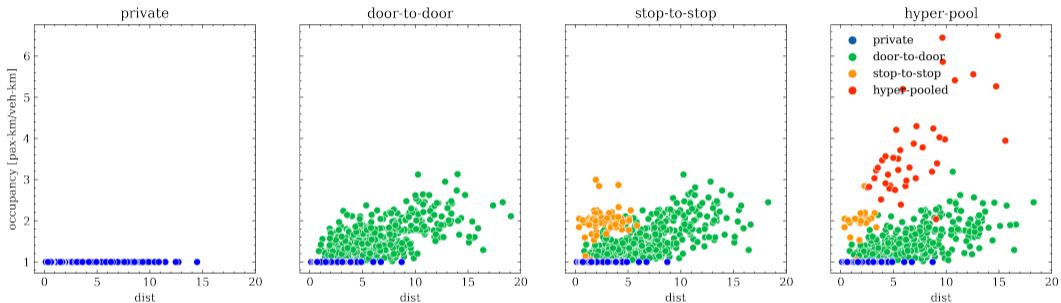 private
door-to-door
stop-to-stop
hyper-pool
occupancy [pax-km/veh-km]
6
5
4
3
2
1
private
door-to-door
stop-to-stop
hyper-pooled
0 5 10 15 20
0 5 10 15 20
0 5 10 15 20
0 5 10 15 20
dist
dist
dist
dist